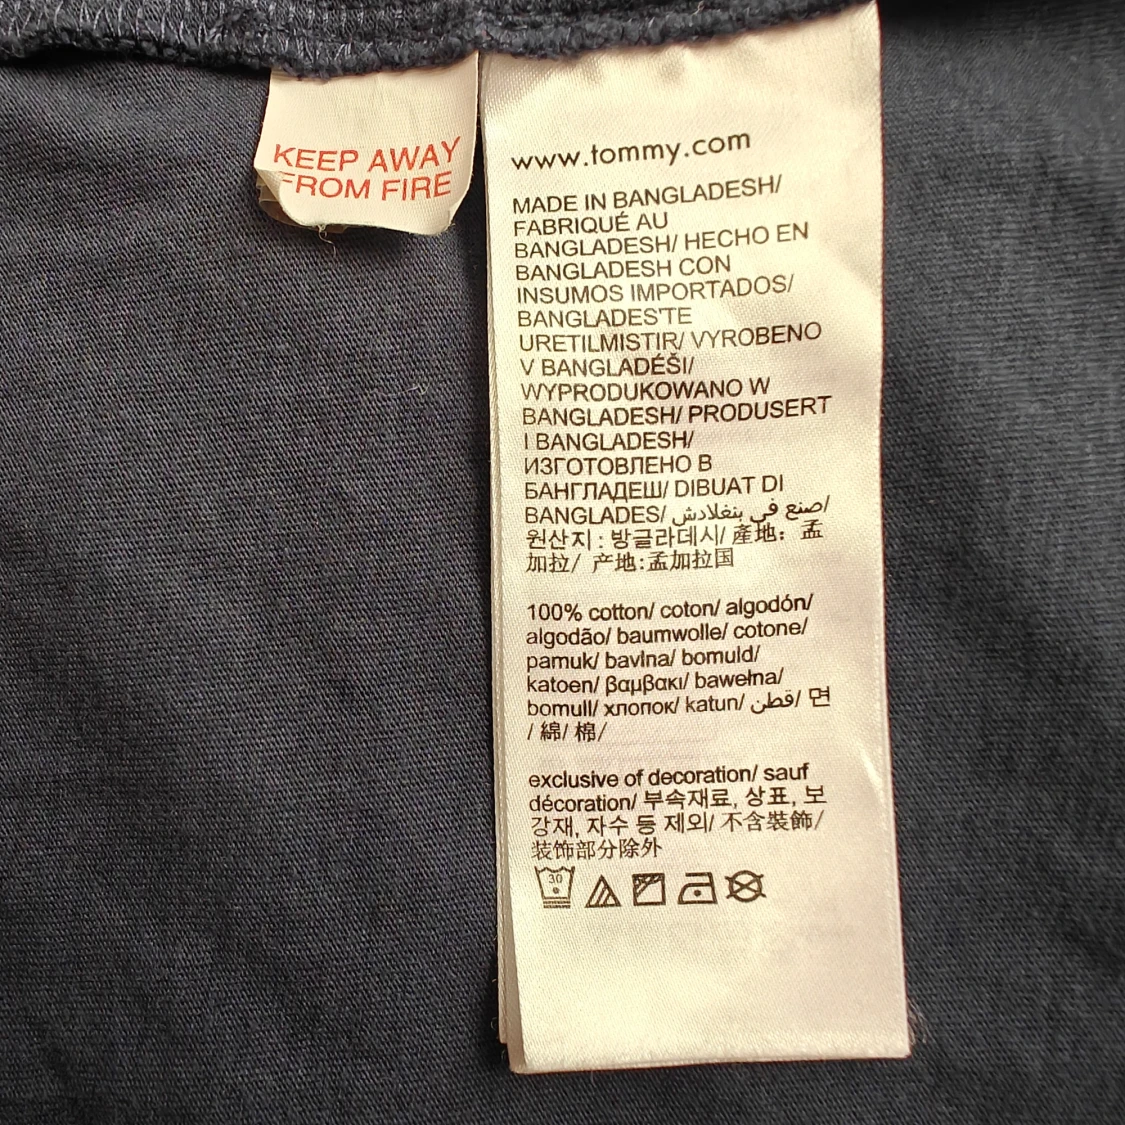 KEEP AWAY
FROM FIRE
www.tommy.com
MADE IN BANGLADESH/
FABRIQUÉ AU
BANGLADESH/ HECHO EN
BANGLADESH CON
INSUMOS IMPORTADOS/
BANGLADES'TE
URETILMISTIR/ VYROBENO
V BANGLADÉŠI/
WYPRODUKOWANO W
BANGLADESH/ PRODUSERT
I BANGLADESH/
ИЗГОТОВЛЕНО В
БАНГЛАДЕШ/ DIBUAT DI
BANGLADES/ صنع في بنغلادش/
원산지 : 방글라데시/ 產地: 孟
加拉/ 产地:孟加拉国
100% cotton/ coton/ algodón/
algodão/ baumwolle/ cotone/
pamuk/ bavlna/ bomuld/
katoen/ βαμβακι/ bawełna/
bomull/ хлопок/ katun/ قطن/ 면
/ 綿/ 棉/
exclusive of decoration/ sauf
décoration/ 부속재료, 상표, 보
강재, 자수 등 제외/ 不含裝飾/
装饰部分除外
30